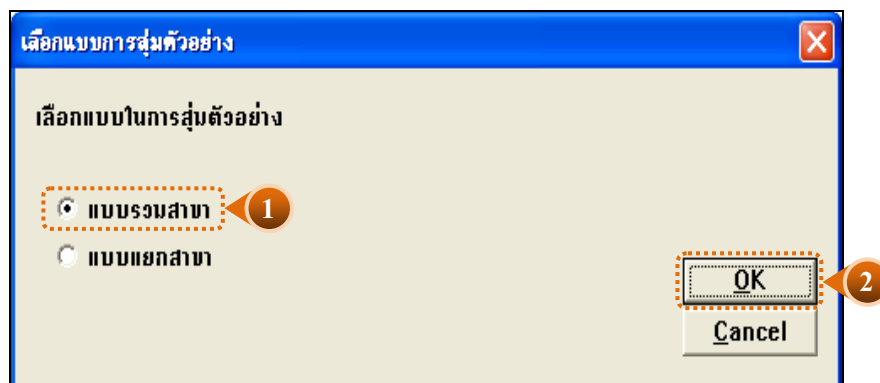 เลือกแบบการสุ่มตัวอย่าง
เลือกแบบในการสุ่มตัวอย่าง
แบบรวมสาขา 1
แบบแยกสาขา
OK 2
Cancel